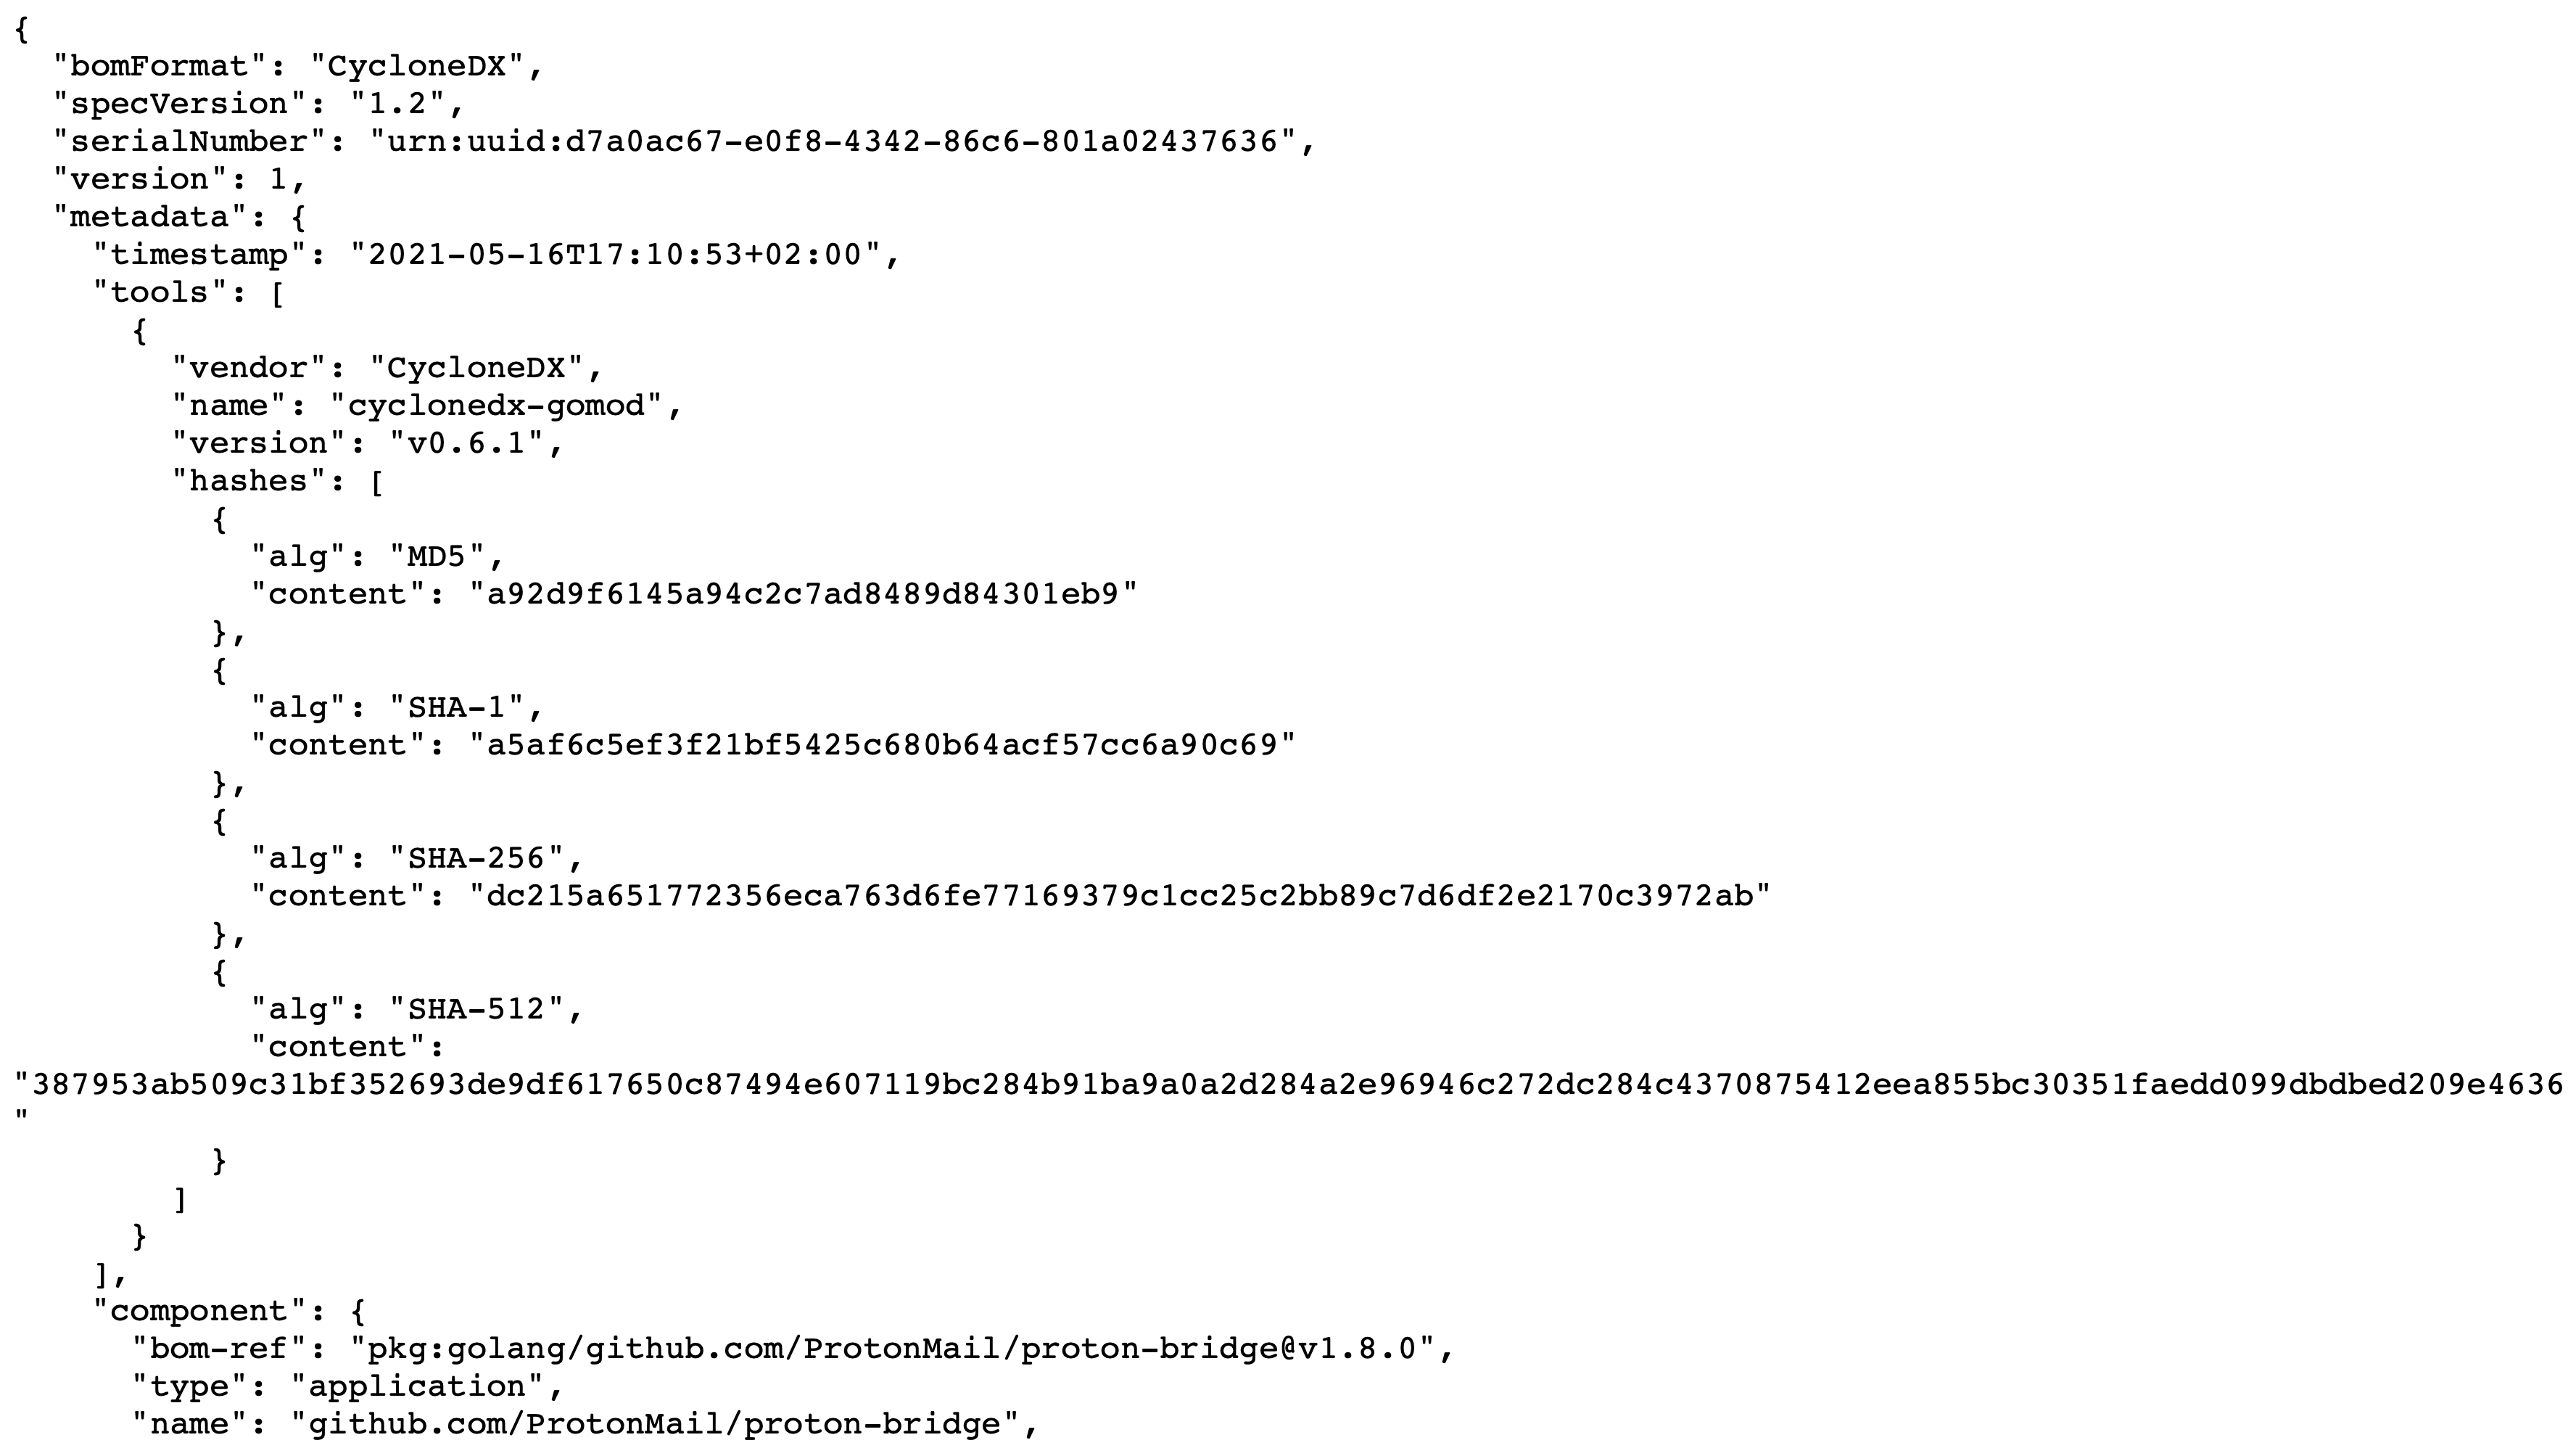 {
  "bomFormat": "CycloneDX",
  "specVersion": "1.2",
  "serialNumber": "urn:uuid:d7a0ac67-e0f8-4342-86c6-801a02437636",
  "version": 1,
  "metadata": {
    "timestamp": "2021-05-16T17:10:53+02:00",
    "tools": [
      {
        "vendor": "CycloneDX",
        "name": "cyclonedx-gomod",
        "version": "v0.6.1",
        "hashes": [
          {
            "alg": "MD5",
            "content": "a92d9f6145a94c2c7ad8489d84301eb9"
          },
          {
            "alg": "SHA-1",
            "content": "a5af6c5ef3f21bf5425c680b64acf57cc6a90c69"
          },
          {
            "alg": "SHA-256",
            "content": "dc215a651772356eca763d6fe77169379c1cc25c2bb89c7d6df2e2170c3972ab"
          },
          {
            "alg": "SHA-512",
            "content":
"387953ab509c31bf352693de9df617650c87494e607119bc284b91ba9a0a2d284a2e96946c272dc284c4370875412eea855bc30351faedd099dbdbed209e4636
"
          }
        ]
      }
    ],
    "component": {
      "bom-ref": "pkg:golang/github.com/ProtonMail/proton-bridge@v1.8.0",
      "type": "application",
      "name": "github.com/ProtonMail/proton-bridge",